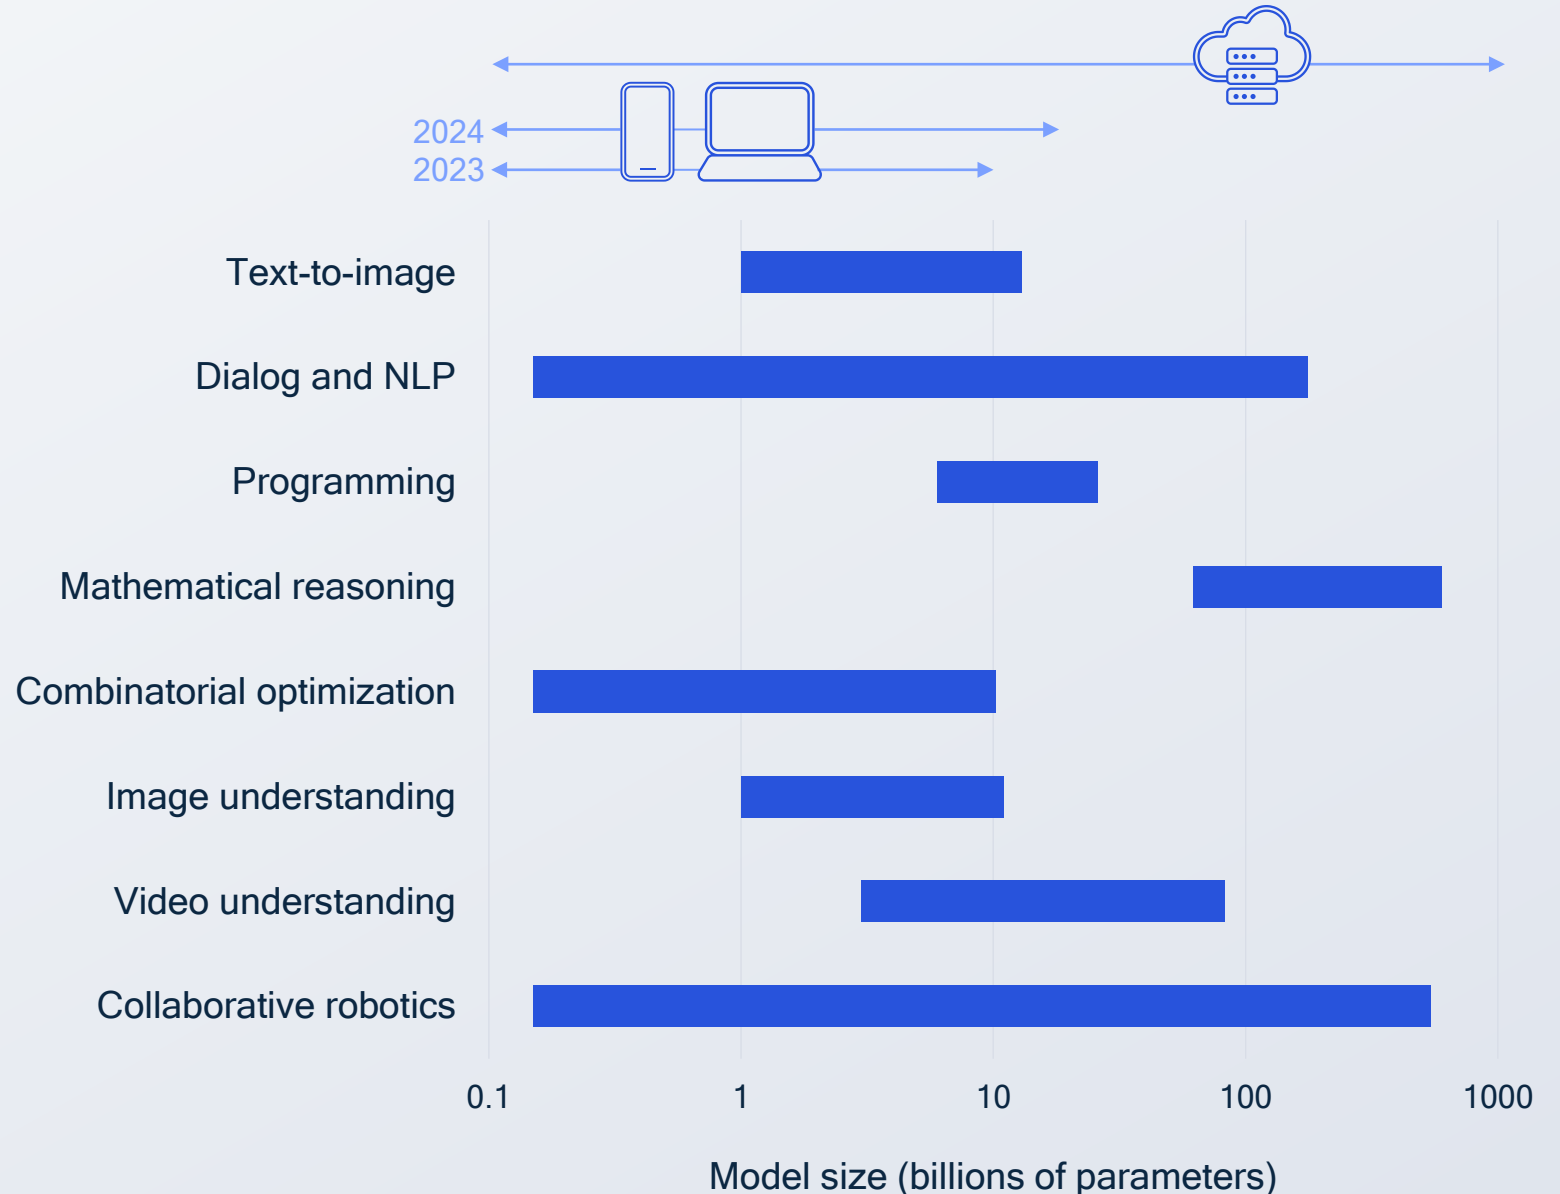 2024
2023
Text-to-image
Dialog and NLP
Programming
Mathematical reasoning
Combinatorial optimization
Image understanding
Video understanding
Collaborative robotics
0.1 1 10 100 1000
Model size (billions of parameters)